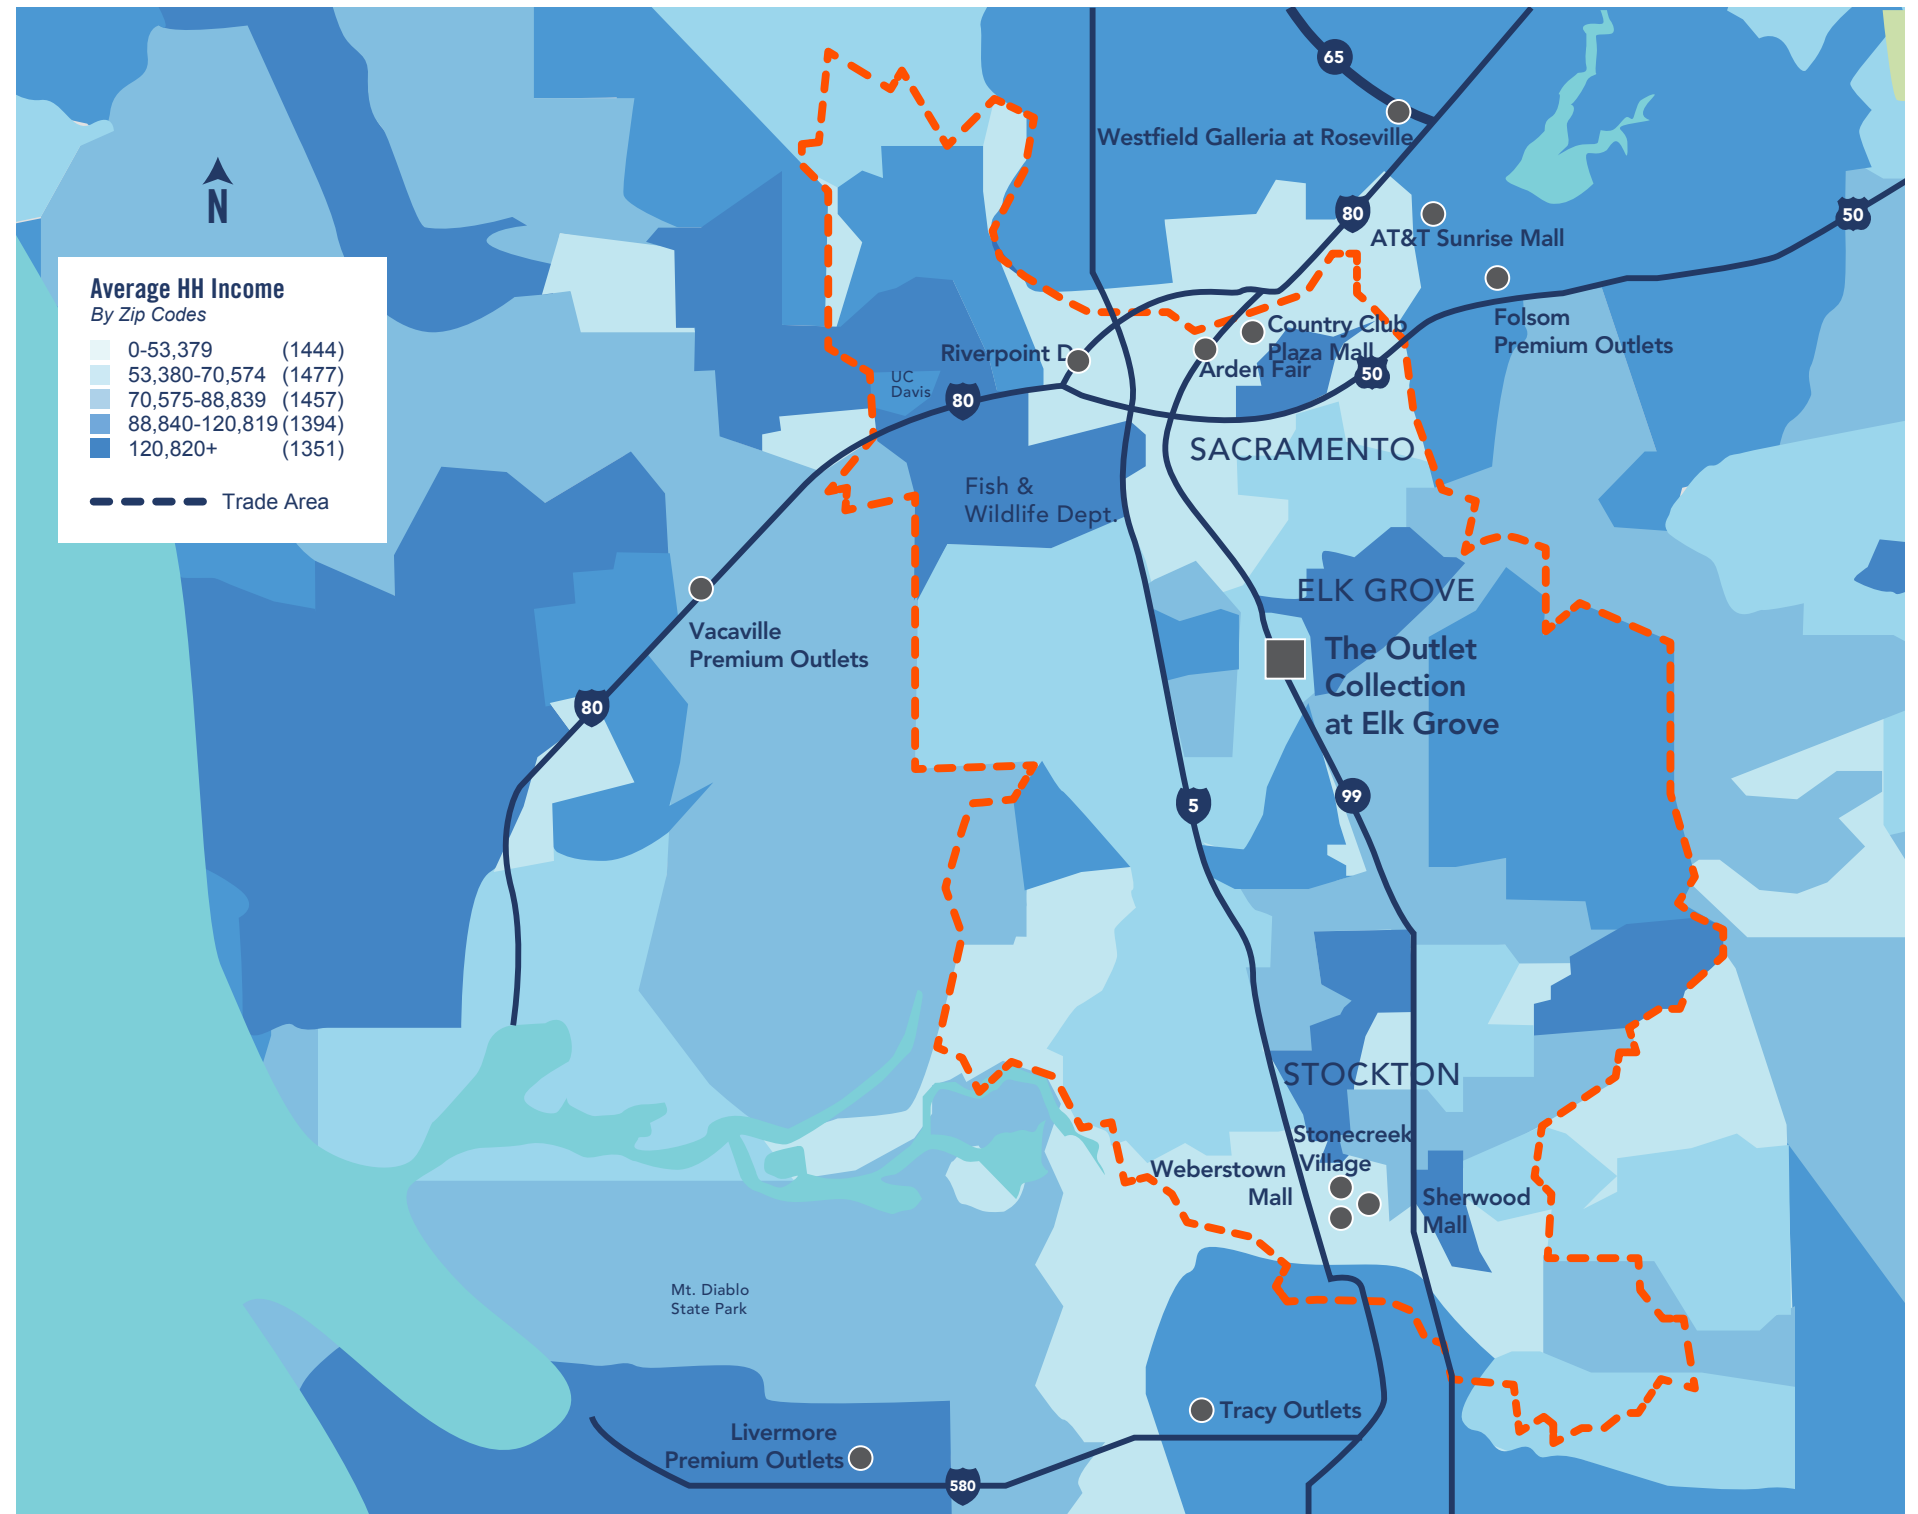 65
Westfield Galleria at Roseville
N
80
50
AT&T Sunrise Mall
Average HH Income
By Zip Codes
0-53,379 (1444)
53,380-70,574 (1477)
70,575-88,839 (1457)
88,840-120,819 (1394)
120,820+ (1351)
Trade Area
Folsom
Premium Outlets
Country Club
Plaza Mall
Arden Fair
Riverpoint
50
UC
Davis
80
SACRAMENTO
Fish &
Wildlife Dept.
ELK GROVE
Vacaville
Premium Outlets
The Outlet
Collection
at Elk Grove
80
5
99
STOCKTON
Stonecreek
Village
Weberstown
Mall
Sherwood
Mall
Mt. Diablo
State Park
Tracy Outlets
Livermore
Premium Outlets
580